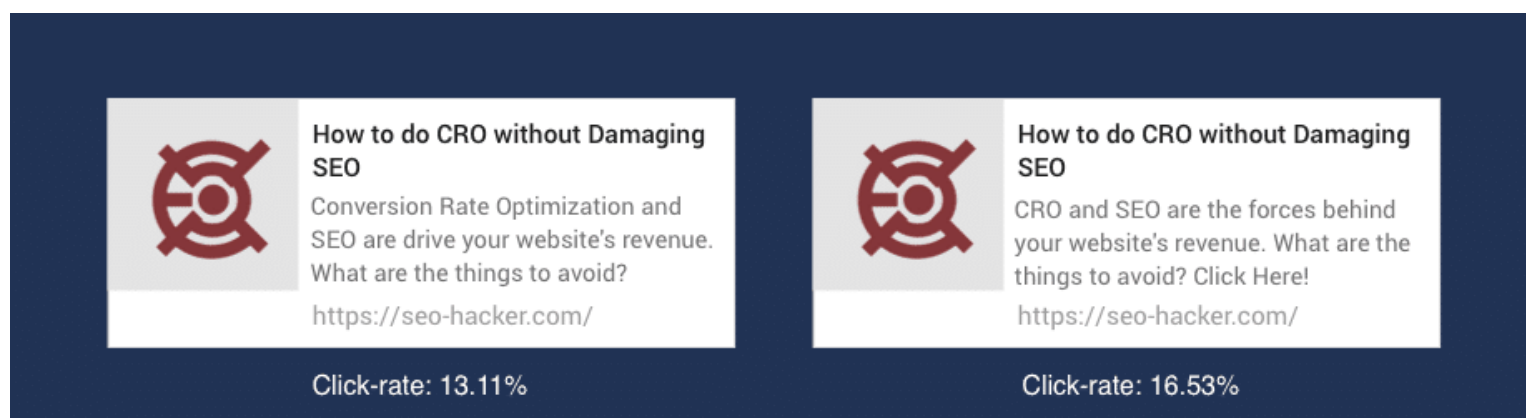 How to do CRO without Damaging
SEO
Conversion Rate Optimization and
SEO are drive your website's revenue.
What are the things to avoid?
https://seo-hacker.com/
Click-rate: 13.11%
How to do CRO without Damaging
SEO
CRO and SEO are the forces behind
your website's revenue. What are the
things to avoid? Click Here!
https://seo-hacker.com/
Click-rate: 16.53%